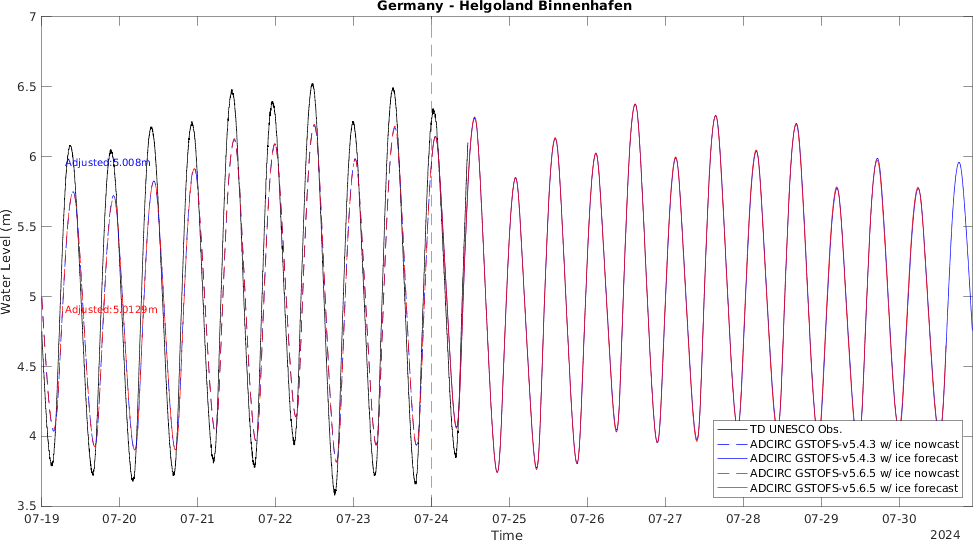 Germany - Helgoland Binnenhafen
7
6.5
6
5.5
5
4.5
4
3.5
Water Level (m)
Adjusted:5.008m
Adjusted:5.0129m
TD UNESCO Obs.
ADCIRC GSTOFS-v5.4.3 w/ ice nowcast
ADCIRC GSTOFS-v5.4.3 w/ ice forecast
ADCIRC GSTOFS-v5.6.5 w/ ice nowcast
ADCIRC GSTOFS-v5.6.5 w/ ice forecast
07-19 07-20 07-21 07-22 07-23 07-24 07-25 07-26 07-27 07-28 07-29 07-30
Time
2024